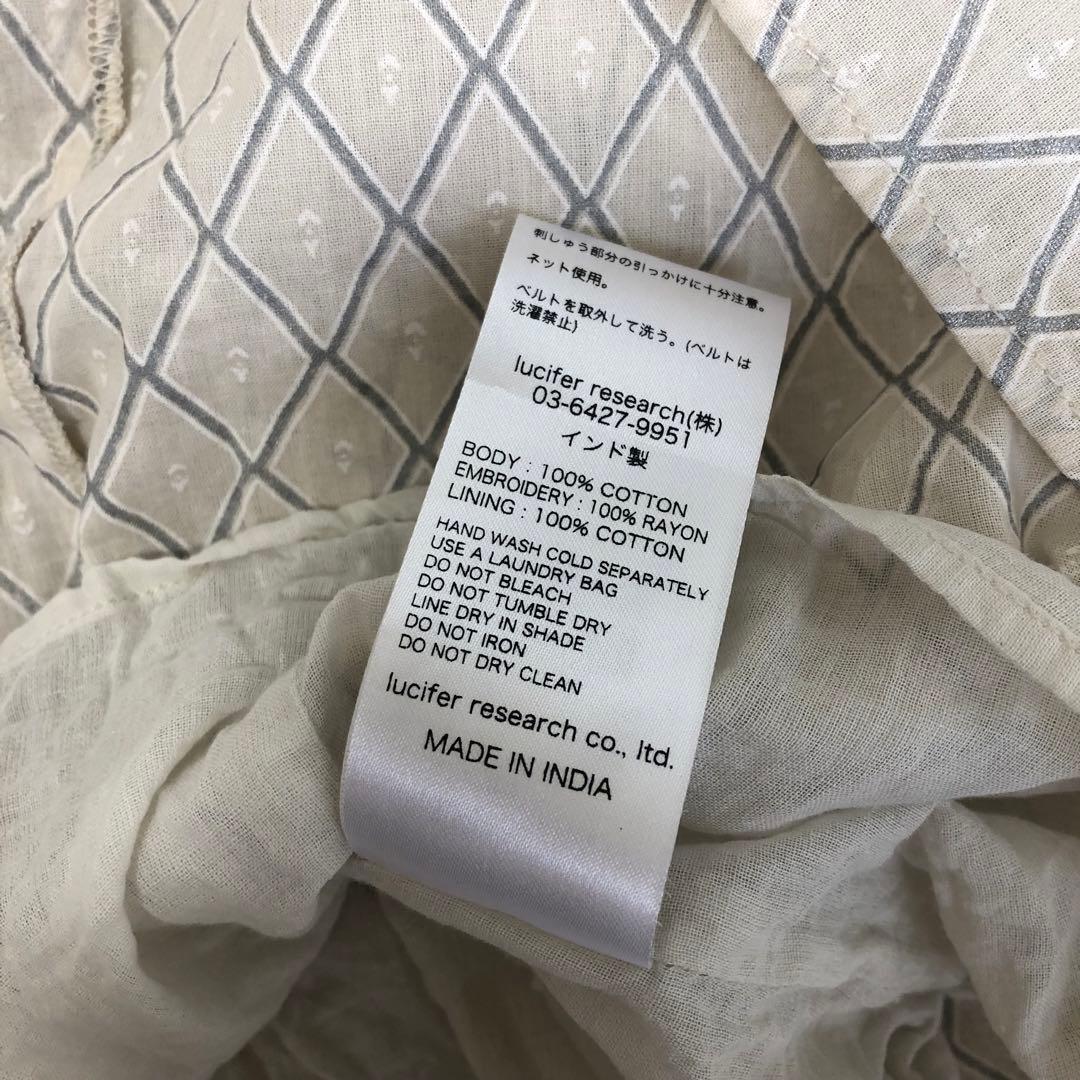 刺しゅう部分の引っかけに十分注意。
ネット使用。
ベルトを取外して洗う。(ベルトは
洗濯禁止)
lucifer research(株)
03-6427-9951
インド製
BODY : 100% COTTON
EMBROIDERY : 100% RAYON
LINING : 100% COTTON
HAND WASH COLD SEPARATELY
USE A LAUNDRY BAG
DO NOT BLEACH
DO NOT TUMBLE DRY
LINE DRY IN SHADE
DO NOT IRON
DO NOT DRY CLEAN
lucifer research co., ltd.
MADE IN INDIA